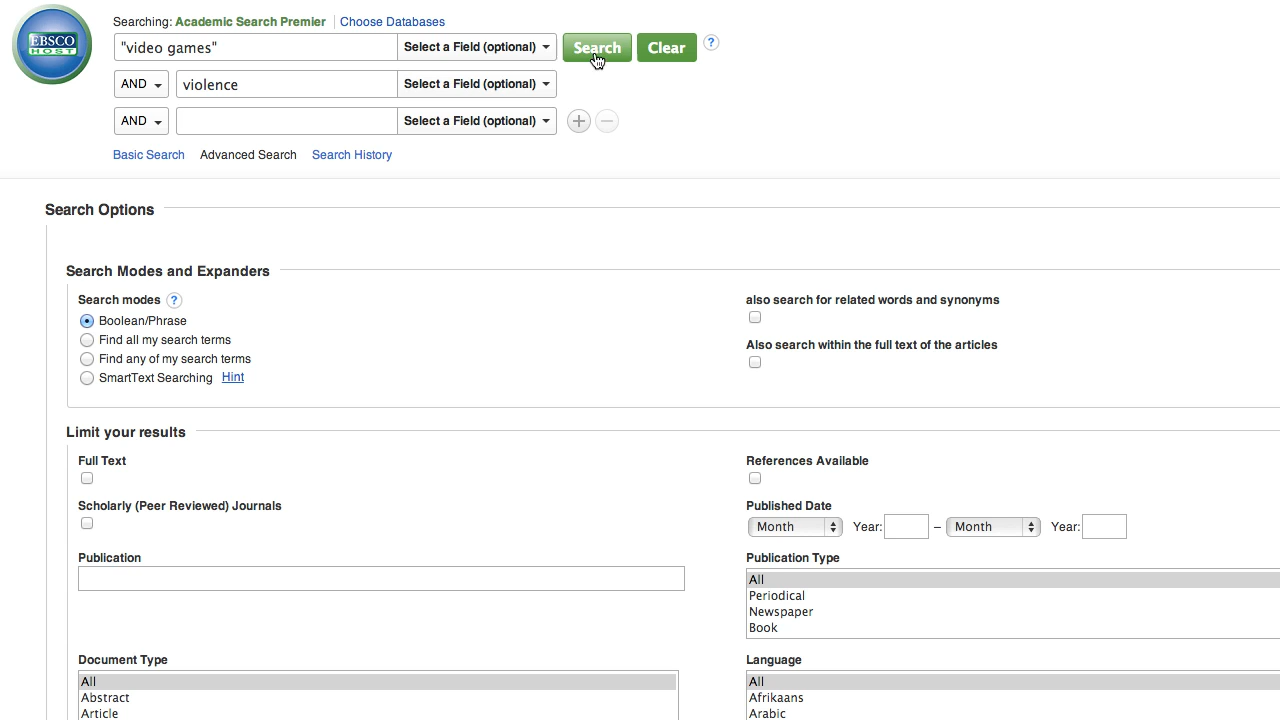 Searching: Academic Search Premier Choose Databases
EBSCO
HOST
"video games" Select a Field (optional) Search Clear ?
AND violence Select a Field (optional)
AND Select a Field (optional)
Basic Search Advanced Search Search History
Search Options
Search Modes and Expanders
Search modes ? also search for related words and synonyms
Boolean/Phrase
Find all my search terms Also search within the full text of the articles
Find any of my search terms
SmartText Searching Hint
Limit your results
Full Text References Available
Scholarly (Peer Reviewed) Journals Published Date
Month Year: – Month Year:
Publication Publication Type
All
Periodical
Newspaper
Book
Document Type Language
All All
Abstract Afrikaans
Article Arabic